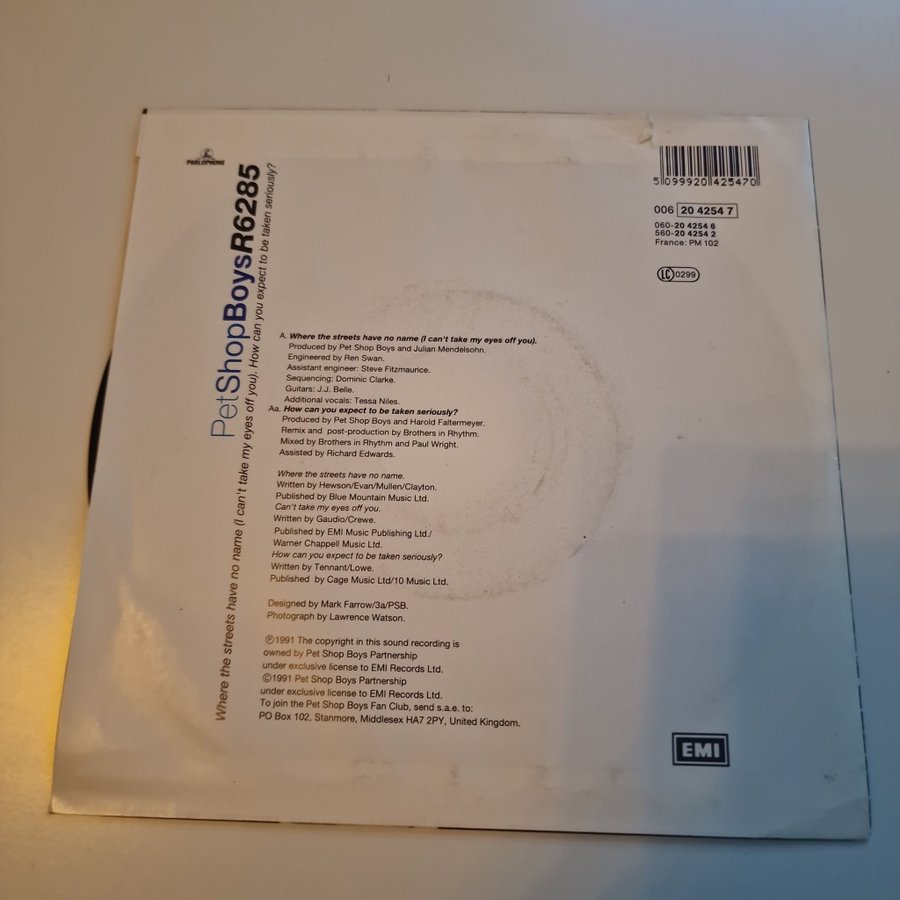 PARLOPHONE
PetShopBoysR6285
Where the streets have no name (I can't take my eyes off you). How can you expect to be taken seriously?
5 099920 425470
006 20 4254 7
060-20 4254 6
560-20 4254 2
France: PM 102
LC 0299
A. Where the streets have no name (I can't take my eyes off you).
Produced by Pet Shop Boys and Julian Mendelsohn.
Engineered by Ren Swan.
Assistant engineer: Steve Fitzmaurice.
Sequencing: Dominic Clarke.
Guitars: J.J. Belle.
Additional vocals: Tessa Niles.
Aa. How can you expect to be taken seriously?
Produced by Pet Shop Boys and Harold Faltermeyer.
Remix and post-production by Brothers in Rhythm.
Mixed by Brothers in Rhythm and Paul Wright.
Assisted by Richard Edwards.
Where the streets have no name.
Written by Hewson/Evan/Mullen/Clayton.
Published by Blue Mountain Music Ltd.
Can't take my eyes off you.
Written by Gaudio/Crewe.
Published by EMI Music Publishing Ltd./
Warner Chappell Music Ltd.
How can you expect to be taken seriously?
Written by Tennant/Lowe.
Published by Cage Music Ltd/10 Music Ltd.
Designed by Mark Farrow/3a/PSB.
Photograph by Lawrence Watson.
℗1991 The copyright in this sound recording is
owned by Pet Shop Boys Partnership
under exclusive license to EMI Records Ltd.
©1991 Pet Shop Boys Partnership
under exclusive license to EMI Records Ltd.
To join the Pet Shop Boys Fan Club, send s.a.e. to:
PO Box 102, Stanmore, Middlesex HA7 2PY, United Kingdom.
EMI